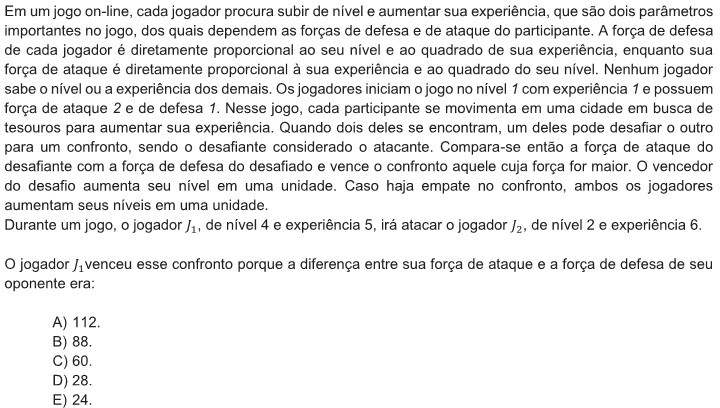 Em um jogo on-line, cada jogador procura subir de nível e aumentar sua experiência, que são dois parâmetros
importantes no jogo, dos quais dependem as forças de defesa e de ataque do participante. A força de defesa
de cada jogador é diretamente proporcional ao seu nível e ao quadrado de sua experiência, enquanto sua
força de ataque é diretamente proporcional à sua experiência e ao quadrado do seu nível. Nenhum jogador
sabe o nível ou a experiência dos demais. Os jogadores iniciam o jogo no nível 1 com experiência 1 e possuem
força de ataque 2 e de defesa 1. Nesse jogo, cada participante se movimenta em uma cidade em busca de
tesouros para aumentar sua experiência. Quando dois deles se encontram, um deles pode desafiar o outro
para um confronto, sendo o desafiante considerado o atacante. Compara-se então a força de ataque do
desafiante com a força de defesa do desafiado e vence o confronto aquele cuja força for maior. O vencedor
do desafio aumenta seu nível em uma unidade. Caso haja empate no confronto, ambos os jogadores
aumentam seus níveis em uma unidade.
Durante um jogo, o jogador J₁, de nível 4 e experiência 5, irá atacar o jogador J₂, de nível 2 e experiência 6.
O jogador J₁venceu esse confronto porque a diferença entre sua força de ataque e a força de defesa de seu
oponente era:
A) 112.
B) 88.
C) 60.
D) 28.
E) 24.